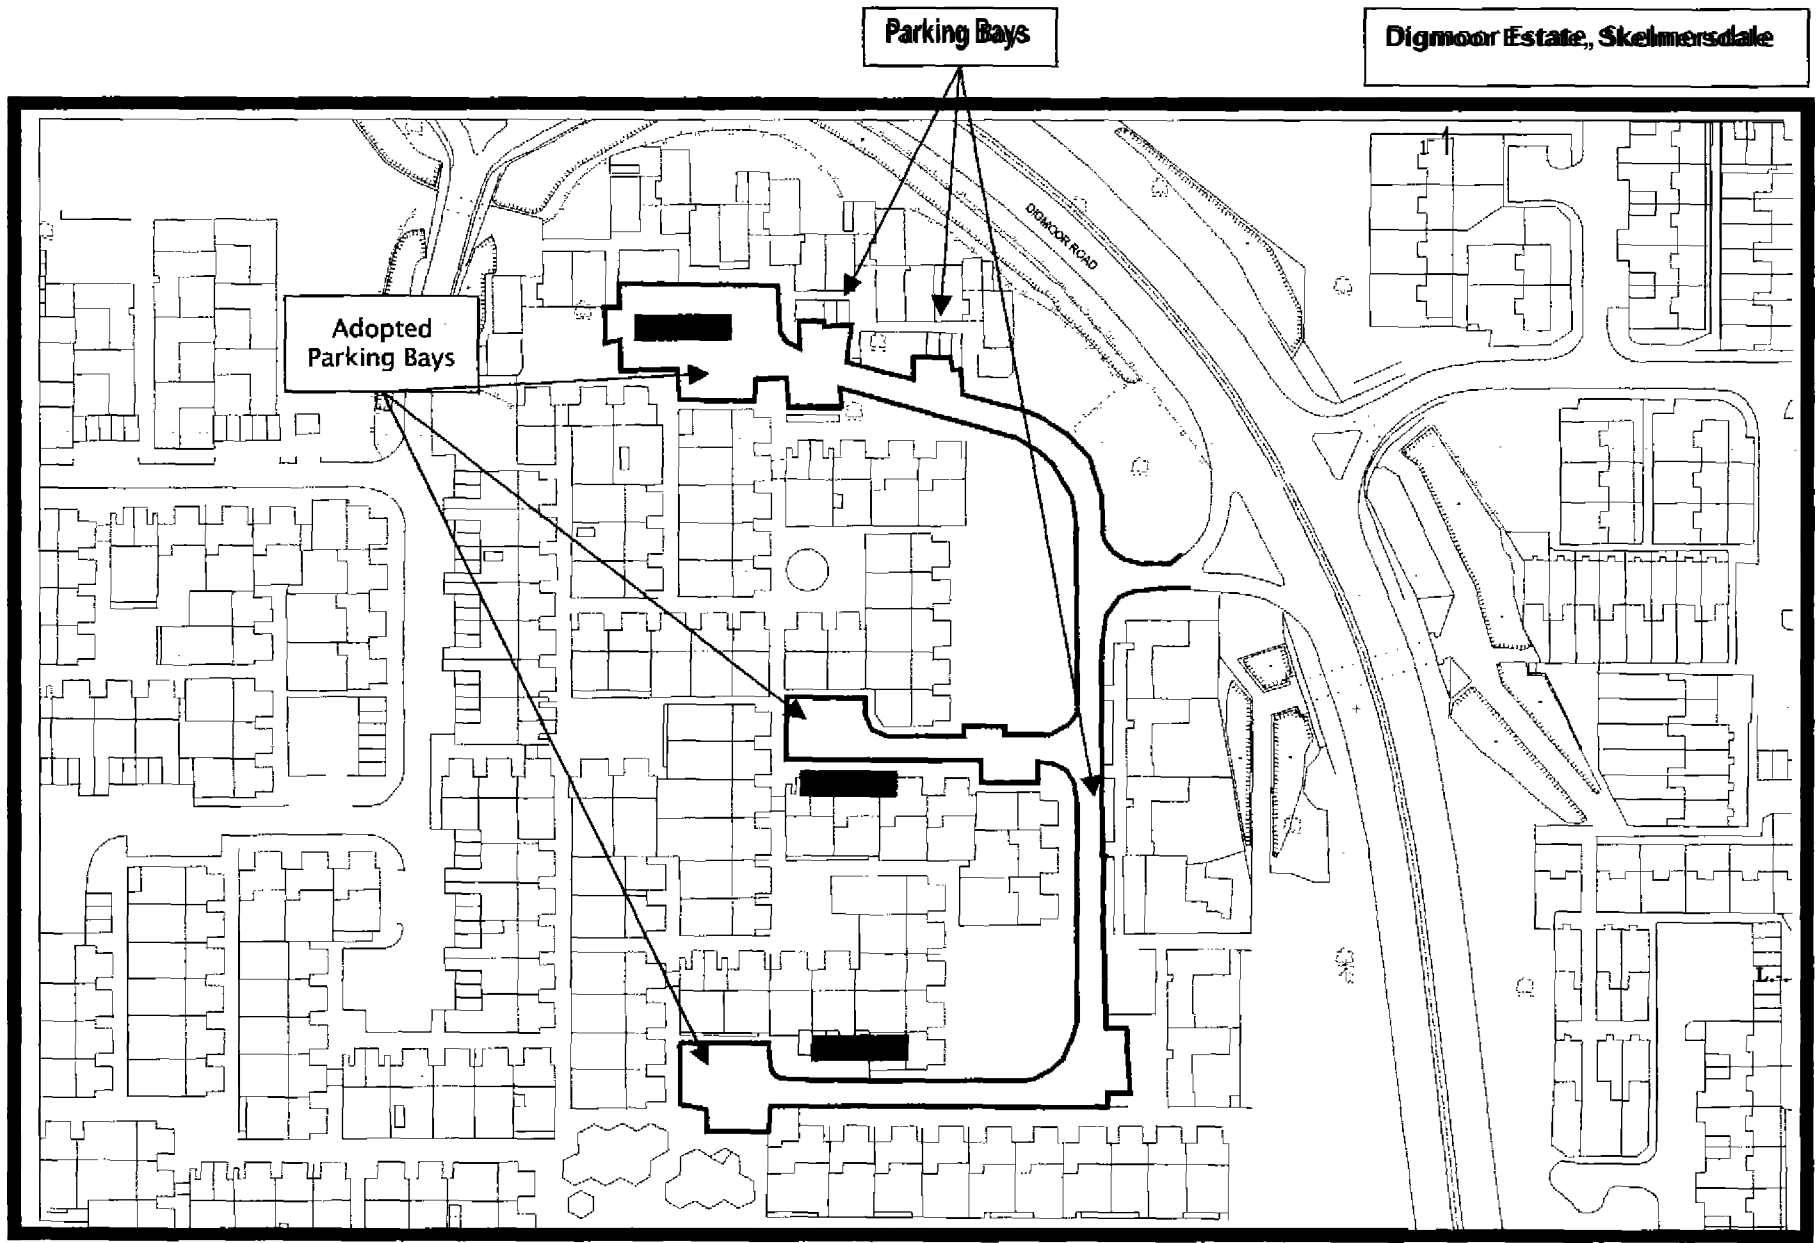 Parking Bays
Digmoor Estate, Skelmersdale
DIGMOOR ROAD
Adopted
Parking Bays